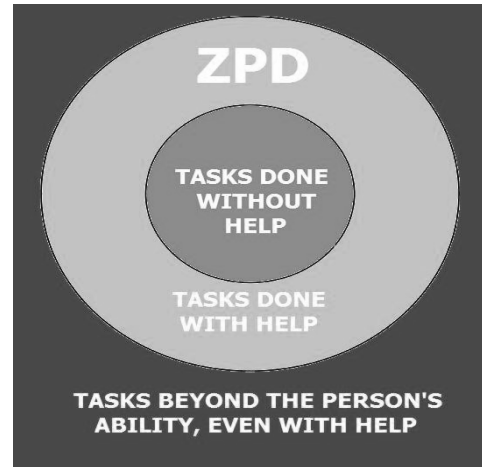 ZPD
TASKS DONE
WITHOUT
HELP
TASKS DONE
WITH HELP
TASKS BEYOND THE PERSON'S
ABILITY, EVEN WITH HELP